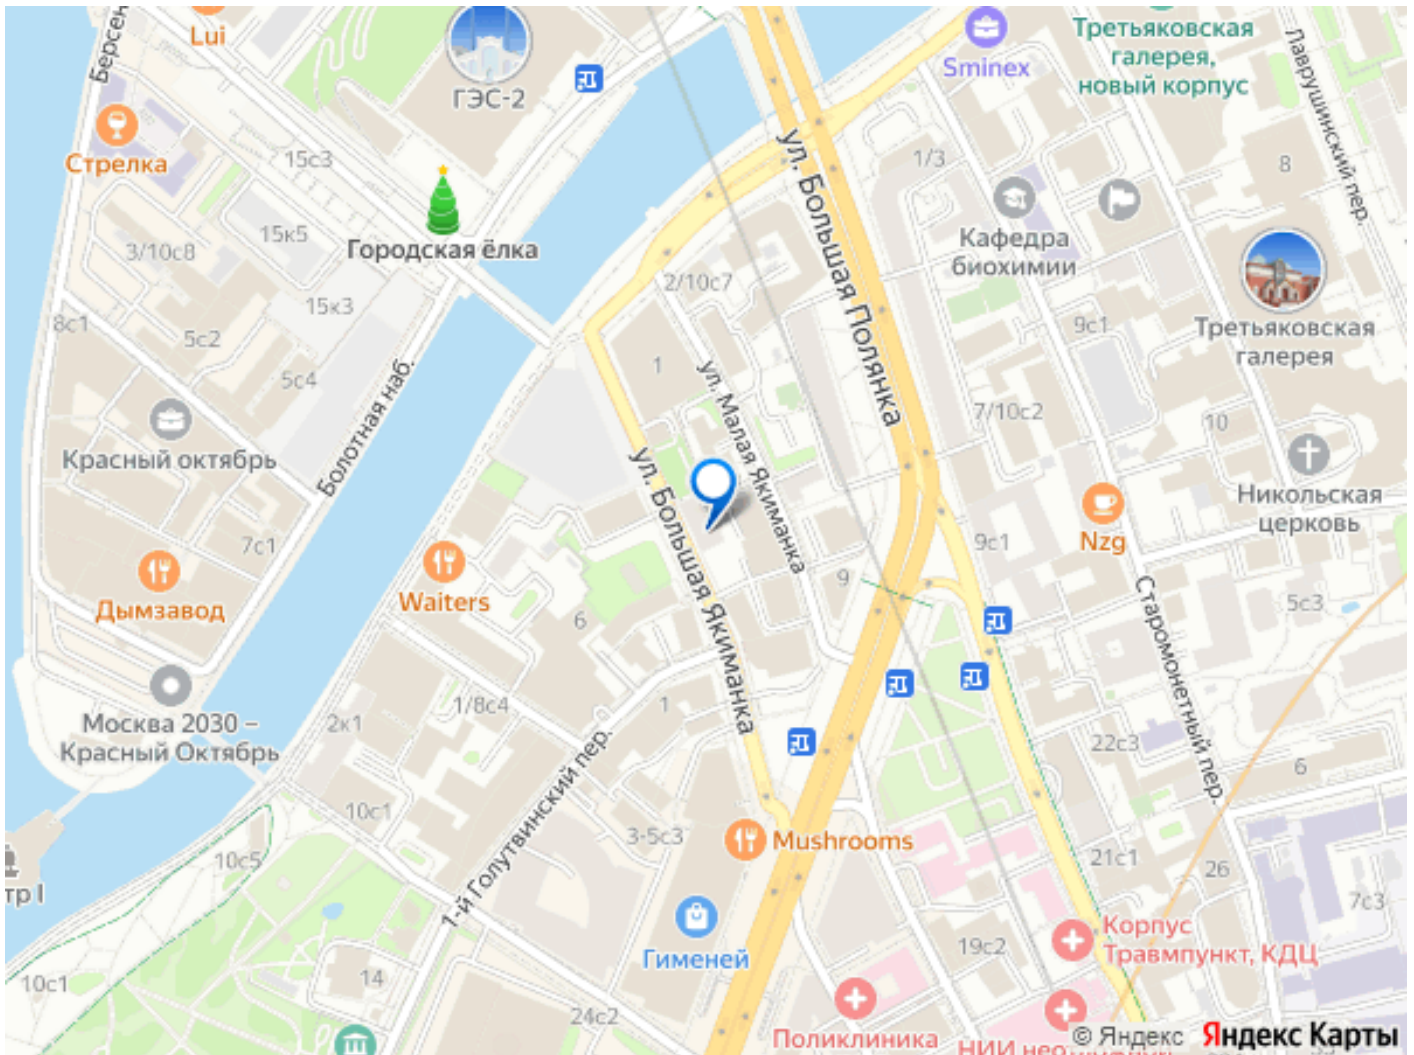 Lui
Берсен
ГЭС-2
Sminex
Третьяковская
галерея,
новый корпус
Лаврушинский пер.
Стрелка
15с3
ул. Большая Полянка
1/3
8
15к5
3/10с8
Городская ёлка
Кафедра
биохимии
2/10с7
15к3
8с1
5с2
9с1
Третьяковская
галерея
1
5с4
ул. Малая Якиманка
Болотная наб.
7/10с2
10
Красный октябрь
ул. Большая Якиманка
Никольская
церковь
7с1
Nzg
9с1
Waiters
Дымзавод
9
6
5с3
Старомонетный пер.
1/8с4
1
2к1
Москва 2030 –
Красный Октябрь
22с3
6
1-й Голутвинский пер.
10с1
3-5с3
Mushrooms
10с5
21с1
26
тр I
7с3
Гименей
Корпус
Травмпункт, КДЦ
19с2
10с1
14
24с2
Поликлиника
© Яндекс Яндекс Карты